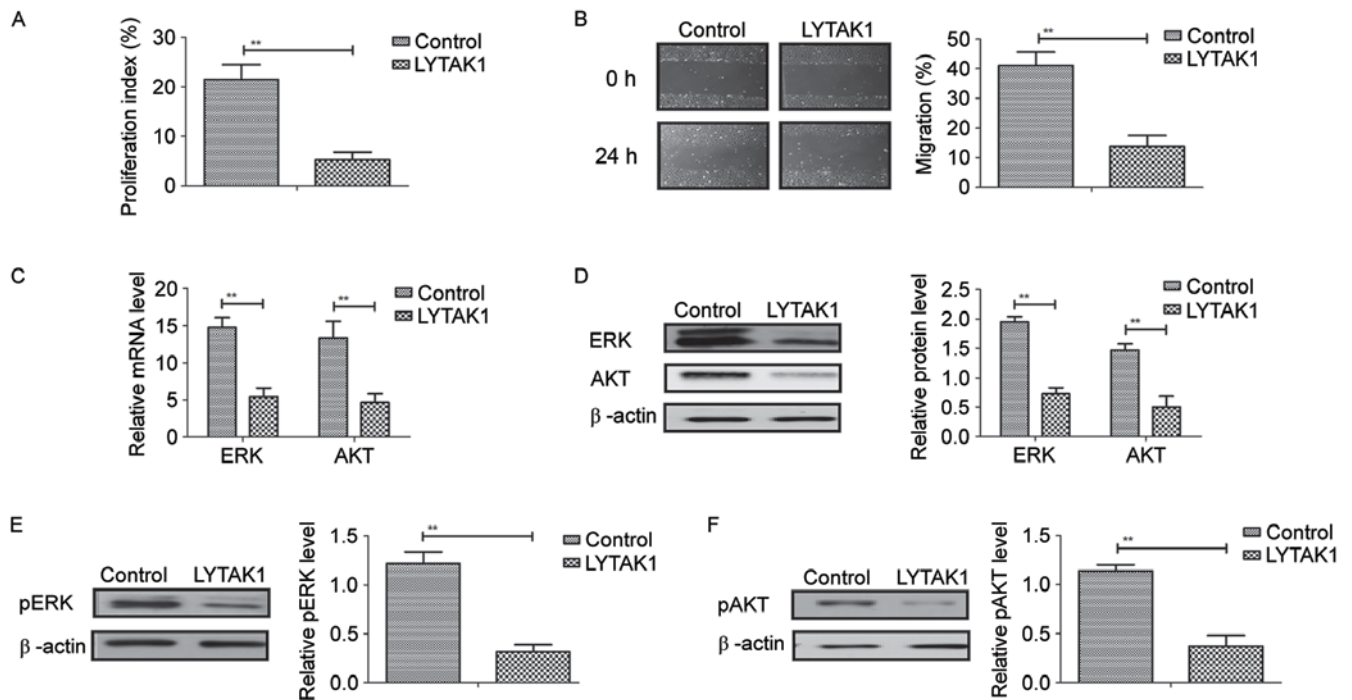 A
Proliferation index (%)
30
20
10
0
**
Control
LYTAK1
B
Control
LYTAK1
0 h
24 h
Migration (%)
50
40
30
20
10
0
**
Control
LYTAK1
C
Relative mRNA level
20
15
10
5
0
**
**
ERK
AKT
Control
LYTAK1
D
Control
LYTAK1
ERK
AKT
β -actin
Relative protein level
2.5
2.0
1.5
1.0
0.5
0.0
**
**
ERK
AKT
Control
LYTAK1
E
Control
LYTAK1
pERK
β -actin
Relative pERK level
1.5
1.0
0.5
0.0
**
Control
LYTAK1
F
Control
LYTAK1
pAKT
β -actin
Relative pAKT level
1.5
1.0
0.5
0.0
**
Control
LYTAK1